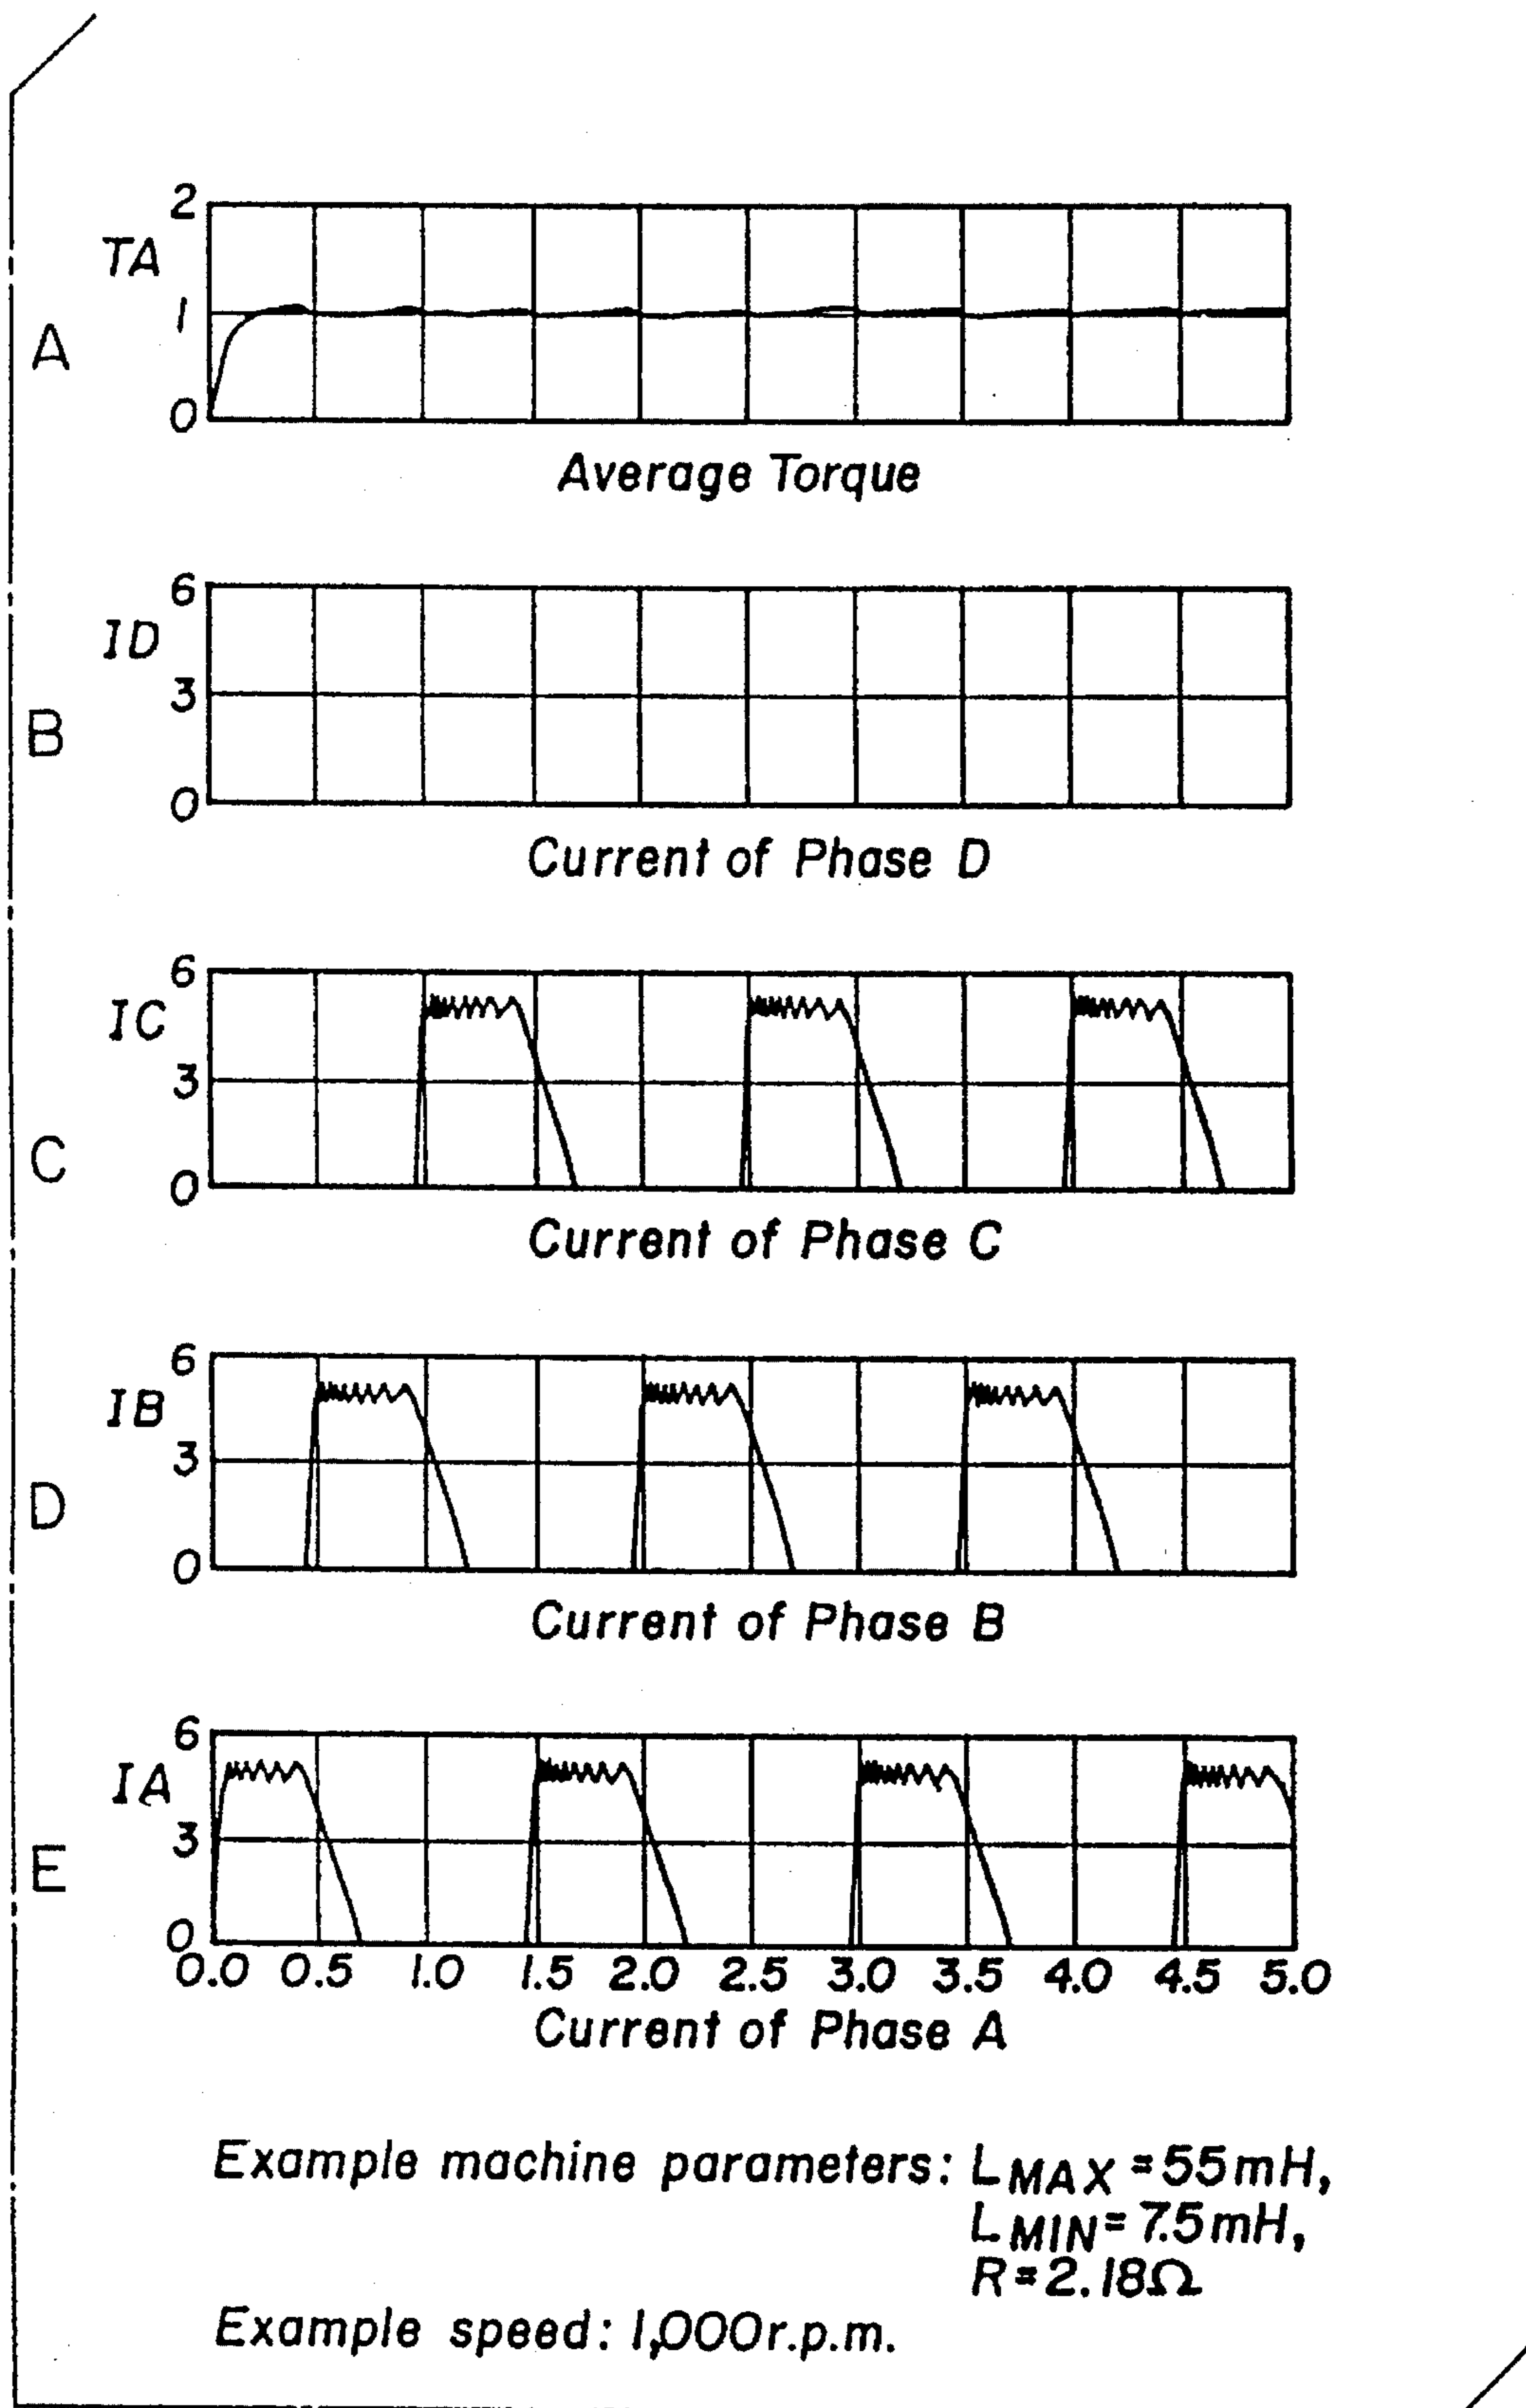 2
TA
1
A
0
Average Torque
6
ID
3
B
0
Current of Phase D
6
IC
3
C
0
Current of Phase C
6
IB
3
D
0
Current of Phase B
6
IA
3
E
0
0.0 0.5 1.0 1.5 2.0 2.5 3.0 3.5 4.0 4.5 5.0
Current of Phase A
Example machine parameters: LMAX = 55mH,
LMIN = 7.5mH,
R = 2.18Ω
Example speed: 1,000r.p.m.